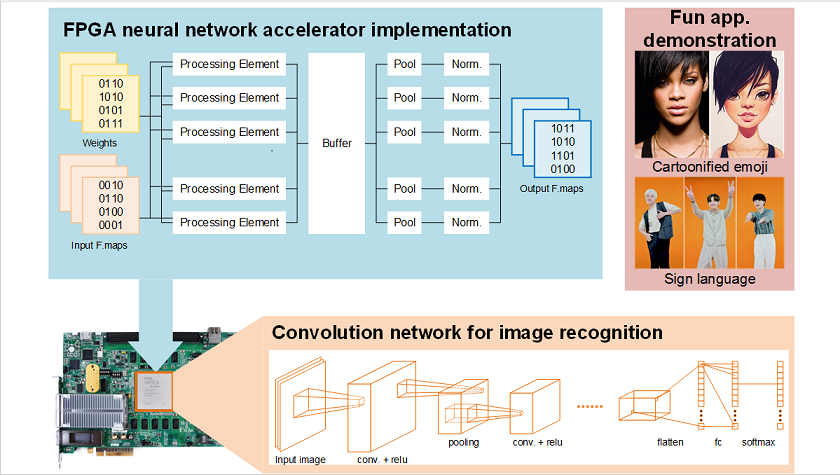 FPGA neural network accelerator implementation
0110
1010
0101
0111
Weights
0010
0110
0100
0001
Input F.maps
Processing Element
Processing Element
Processing Element
Processing Element
Processing Element
Buffer
Pool
Norm.
Pool
Norm.
Pool
Norm.
Pool
Norm.
Pool
Norm.
1011
1010
1101
0100
Output F.maps
Fun app.
demonstration
Cartoonified emoji
Sign language
Convolution network for image recognition
Input image
conv. + relu
pooling
conv. + relu
flatten
fc
softmax